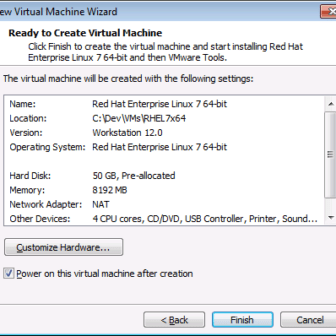 ew Virtual Machine Wizard
Ready to Create Virtual Machine
Click Finish to create the virtual machine and start installing Red Hat
Enterprise Linux 7 64-bit and then VMware Tools.
The virtual machine will be created with the following settings:
Name: Red Hat Enterprise Linux 7 64-bit
Location: C:\Dev\VMs\RHEL7x64
Version: Workstation 12.0
Operating System: Red Hat Enterprise Linux 7 64-bit
Hard Disk: 50 GB, Pre-allocated
Memory: 8192 MB
Network Adapter: NAT
Other Devices: 4 CPU cores, CD/DVD, USB Controller, Printer, Sound...
Customize Hardware...
Power on this virtual machine after creation
< Back Finish Cancel